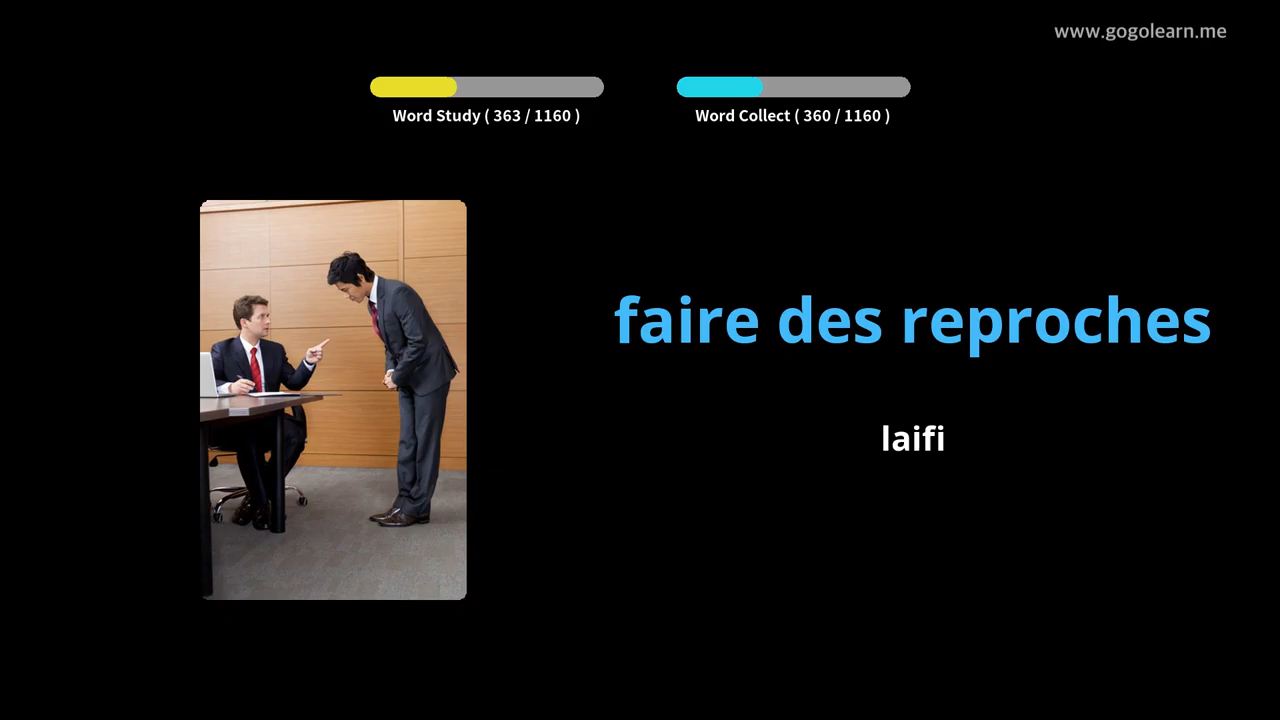 www.gogolearn.me
Word Study ( 363 / 1160 )
Word Collect ( 360 / 1160 )
faire des reproches
laifi